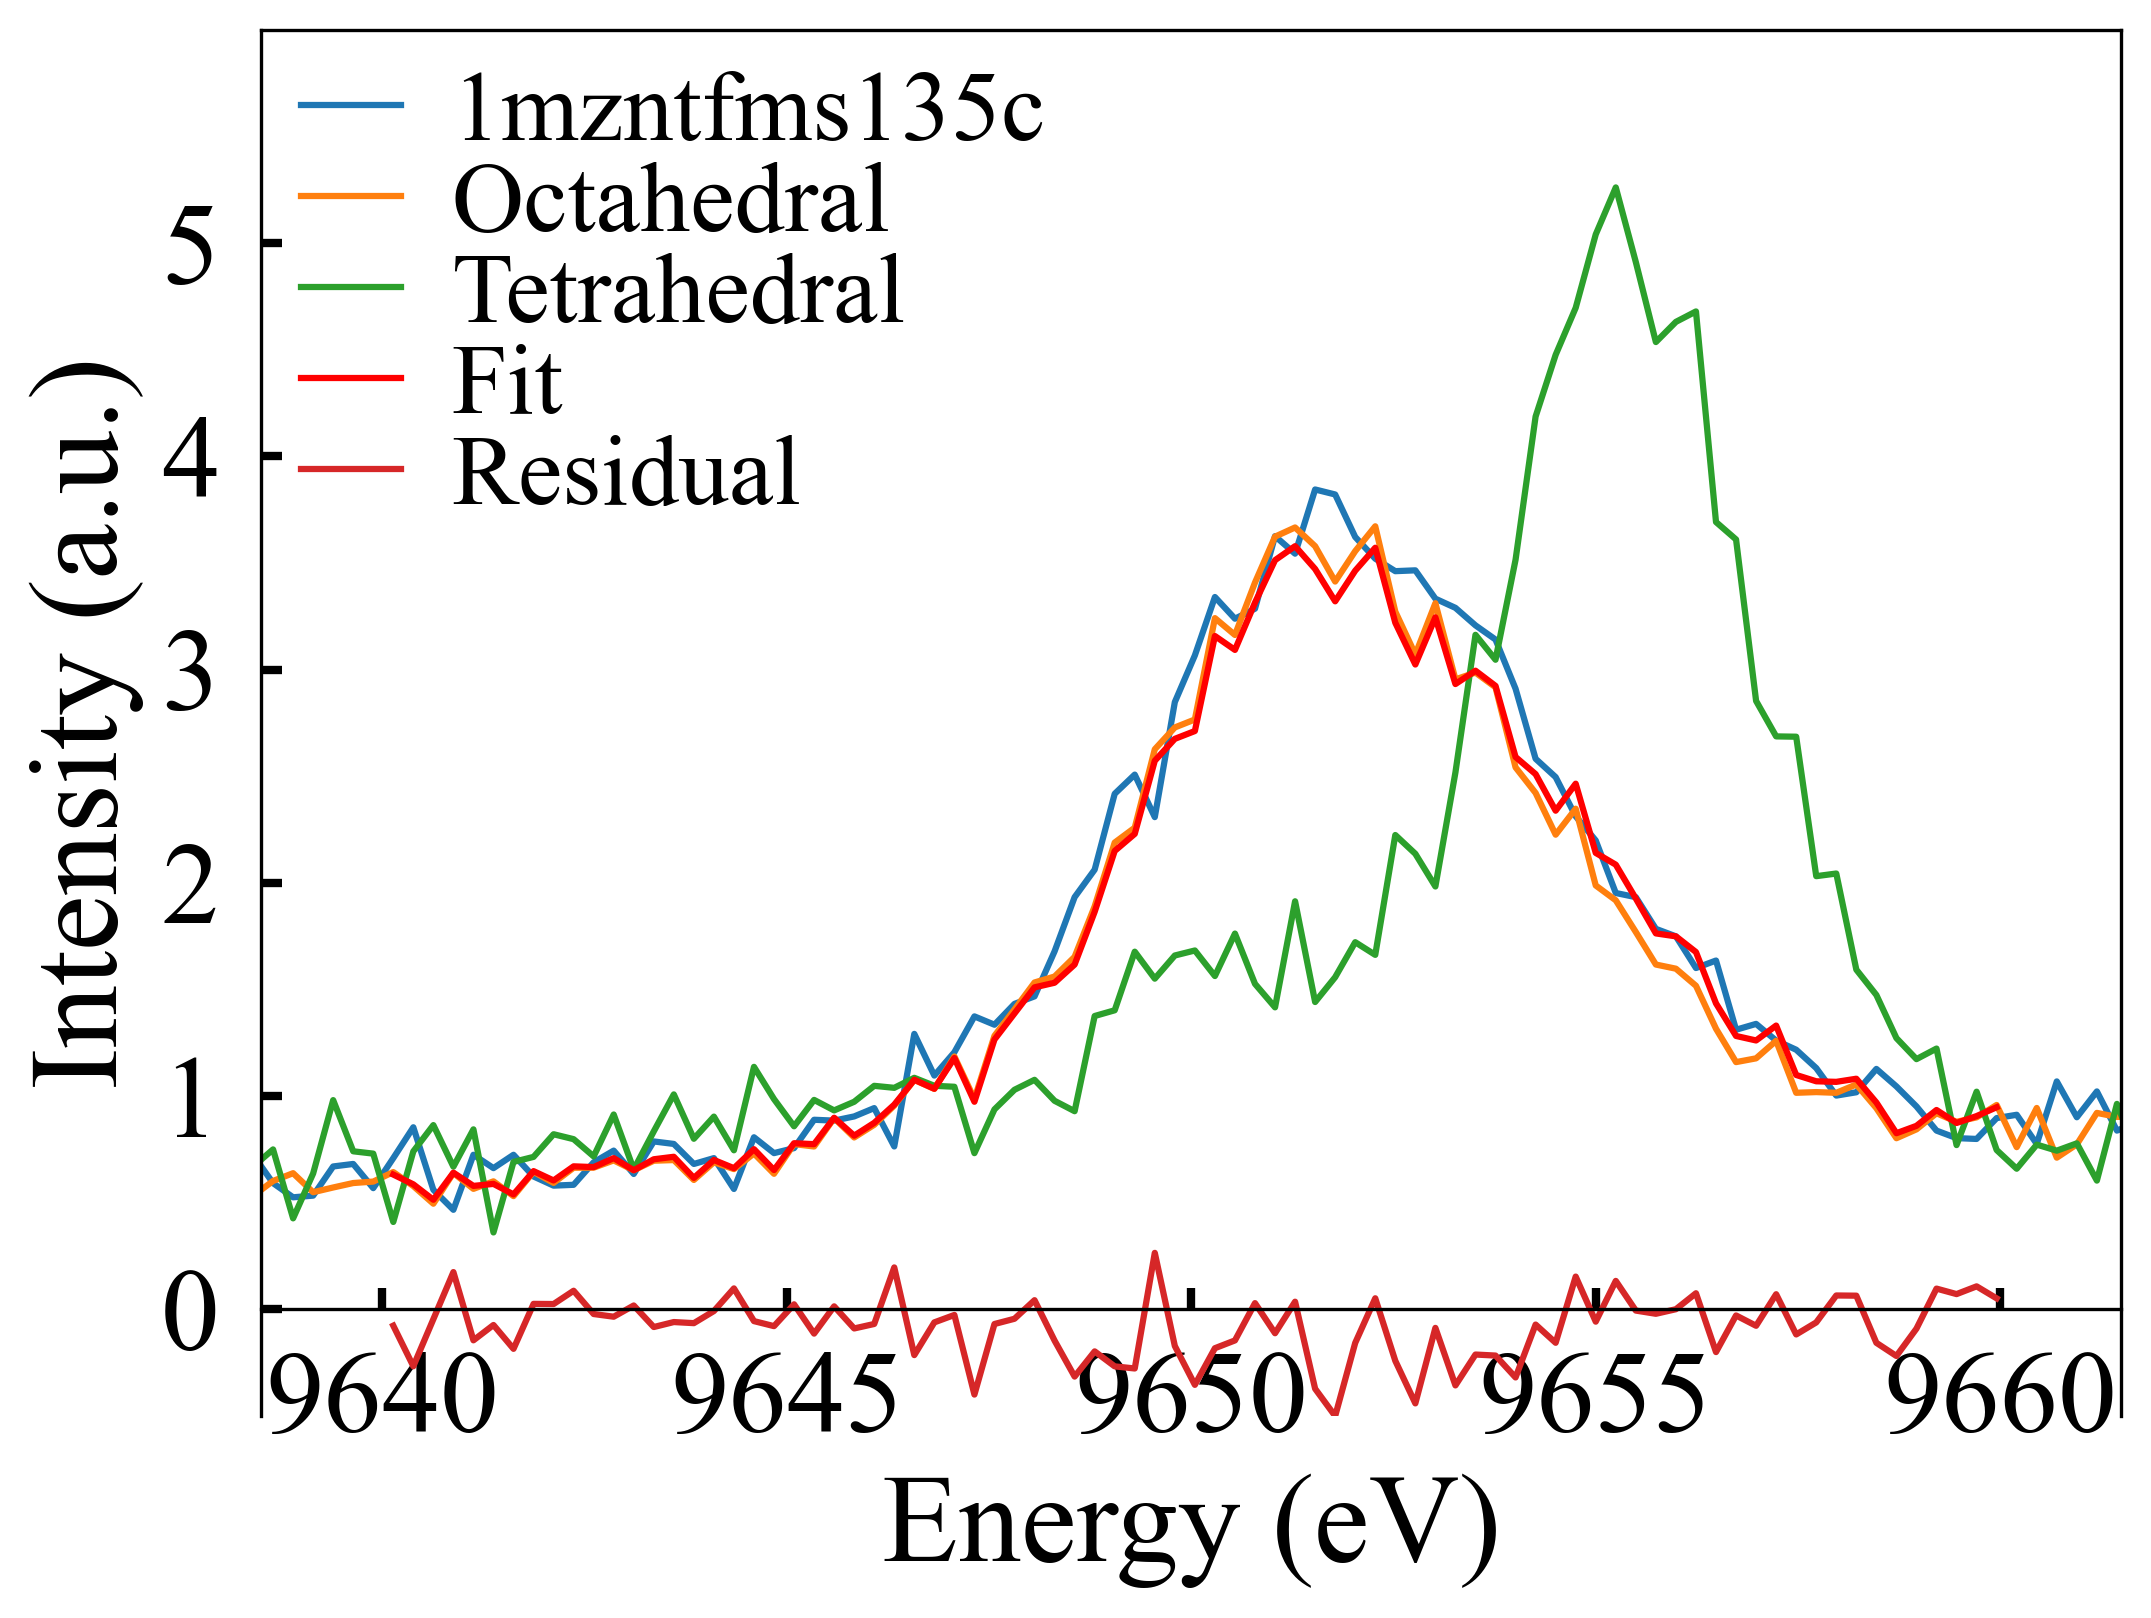 1mzntfms135c
Octahedral
Tetrahedral
Fit
Residual
5
4
3
2
1
0
Intensity (a.u.)
9640 9645 9650 9655 9660
Energy (eV)